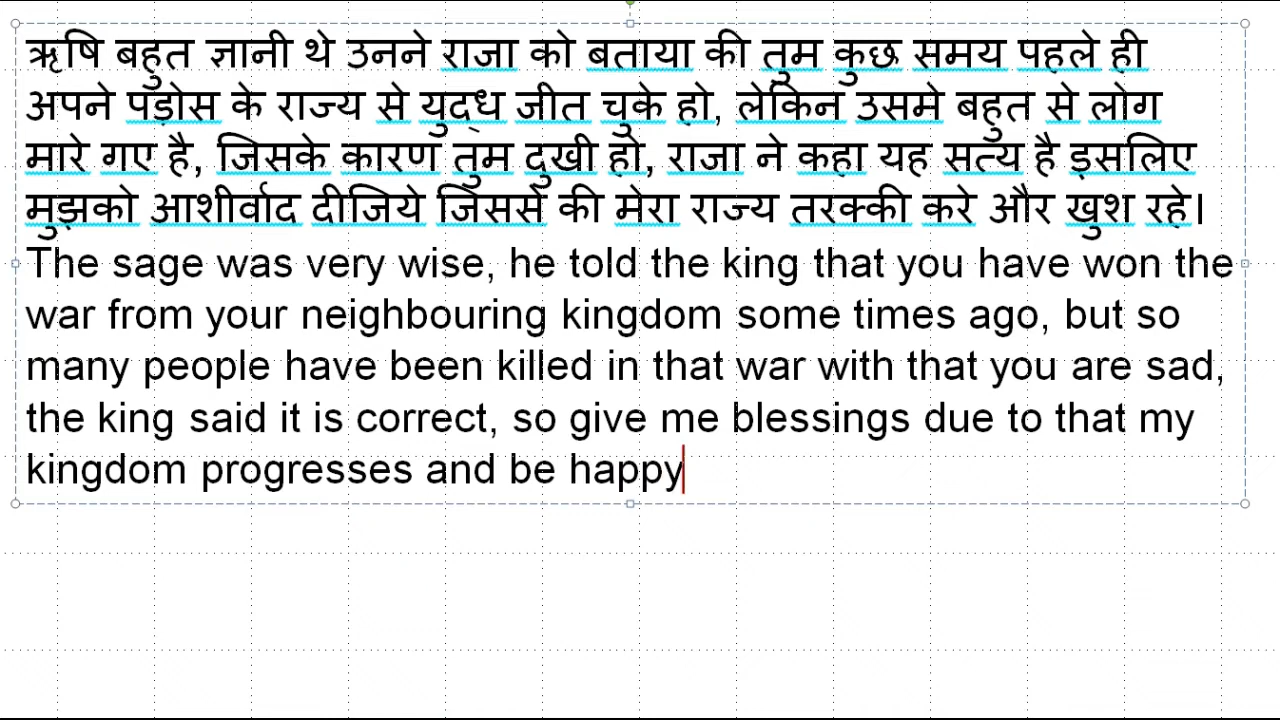 ऋषि बहुत ज्ञानी थे उनने राजा को बताया की तुम कुछ समय पहले ही
अपने पड़ोस के राज्य से युद्ध जीत चुके हो, लेकिन उसमे बहुत से लोग
मारे गए है, जिसके कारण तुम दुखी हो, राजा ने कहा यह सत्य है इसलिए
मुझको आशीर्वाद दीजिये जिससे की मेरा राज्य तरक्की करे और खुश रहे।
The sage was very wise, he told the king that you have won the
war from your neighbouring kingdom some times ago, but so
many people have been killed in that war with that you are sad,
the king said it is correct, so give me blessings due to that my
kingdom progresses and be happy